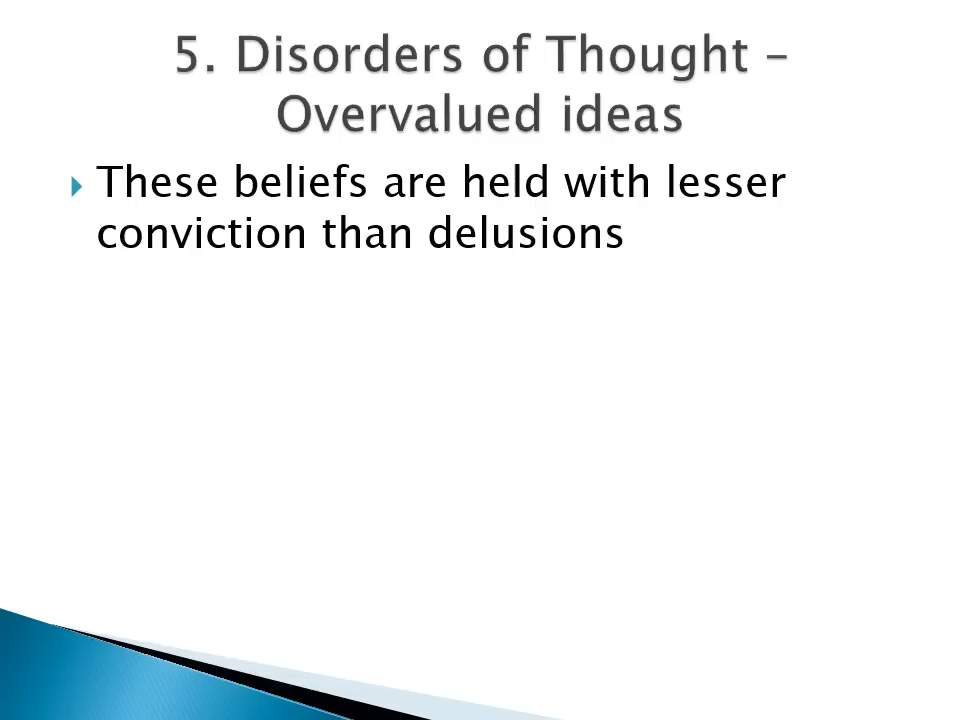 5. Disorders of Thought –
Overvalued ideas
These beliefs are held with lesser
conviction than delusions